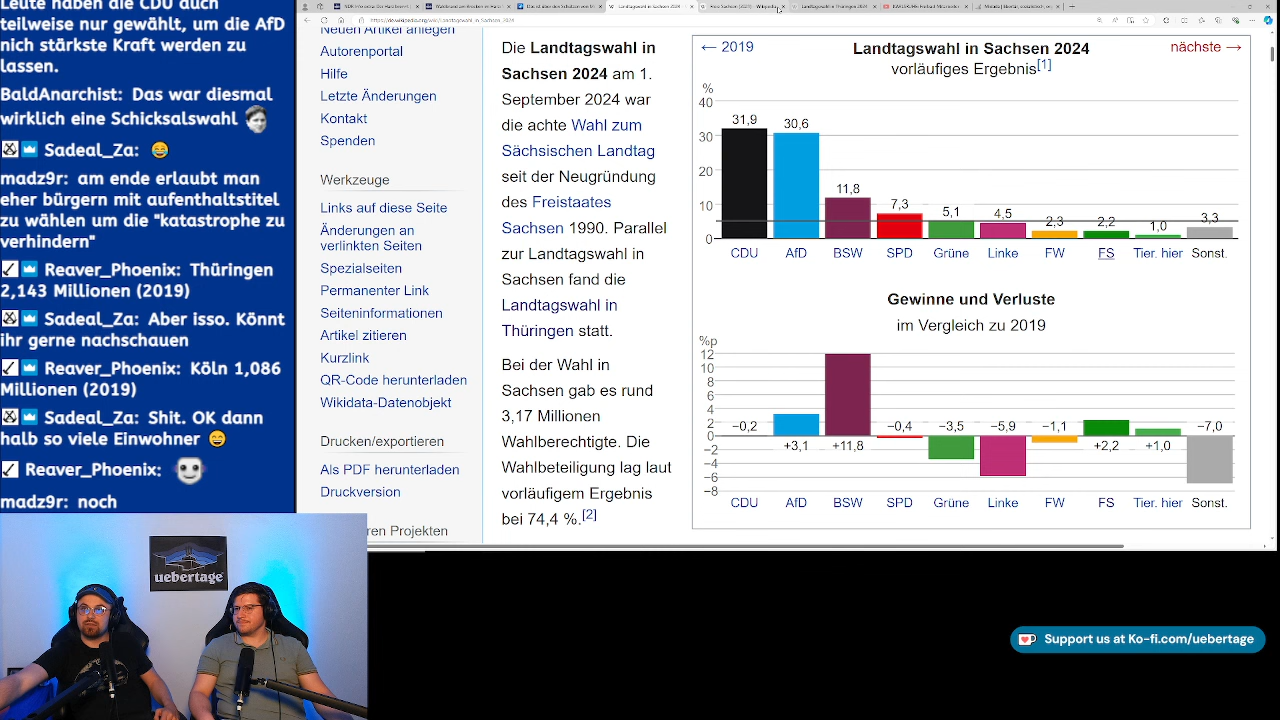 Leute haben die CDU auch
teilweise nur gewählt, um die AfD
nich stärkste Kraft werden zu
lassen.
BaldAnarchist: Das war diesmal
wirklich eine Schicksalswahl
Sadeal_Za:
madz9r: am ende erlaubt man
eher bürgern mit aufenthaltstitel
zu wählen um die "katastrophe zu
verhindern"
Reaver_Phoenix: Thüringen
2,143 Millionen (2019)
Sadeal_Za: Aber isso. Könnt
ihr gerne nachschauen
Reaver_Phoenix: Köln 1,086
Millionen (2019)
Sadeal_Za: Shit. OK dann
halb so viele Einwohner
Reaver_Phoenix:
madz9r: noch
Landtagswahl in Sachsen 2024
Neuen Artikel anlegen
Autorenportal
Hilfe
Letzte Änderungen
Kontakt
Spenden
Werkzeuge
Links auf diese Seite
Änderungen an
verlinkten Seiten
Spezialseiten
Permanenter Link
Seiteninformationen
Artikel zitieren
Kurzlink
QR-Code herunterladen
Wikidata-Datenobjekt
Drucken/exportieren
Als PDF herunterladen
Druckversion
ren Projekten
Die Landtagswahl in
Sachsen 2024 am 1.
September 2024 war
die achte Wahl zum
Sächsischen Landtag
seit der Neugründung
des Freistaates
Sachsen 1990. Parallel
zur Landtagswahl in
Sachsen fand die
Landtagswahl in
Thüringen statt.
Bei der Wahl in
Sachsen gab es rund
3,17 Millionen
Wahlberechtigte. Die
Wahlbeteiligung lag laut
vorläufigem Ergebnis
bei 74,4 %.[2]
← 2019 Landtagswahl in Sachsen 2024 nächste →
vorläufiges Ergebnis[1]
%
40
30
20
10
0
31,9 30,6 11,8 7,3 5,1 4,5 2,3 2,2 1,0 3,3
CDU AfD BSW SPD Grüne Linke FW FS Tier. hier Sonst.
Gewinne und Verluste
im Vergleich zu 2019
%p
12
10
8
6
4
2
0
−2
−4
−6
−8
−0,2 +3,1 +11,8 −0,4 −3,5 −5,9 −1,1 +2,2 +1,0 −7,0
CDU AfD BSW SPD Grüne Linke FW FS Tier. hier Sonst.
uebertage
Support us at Ko-fi.com/uebertage